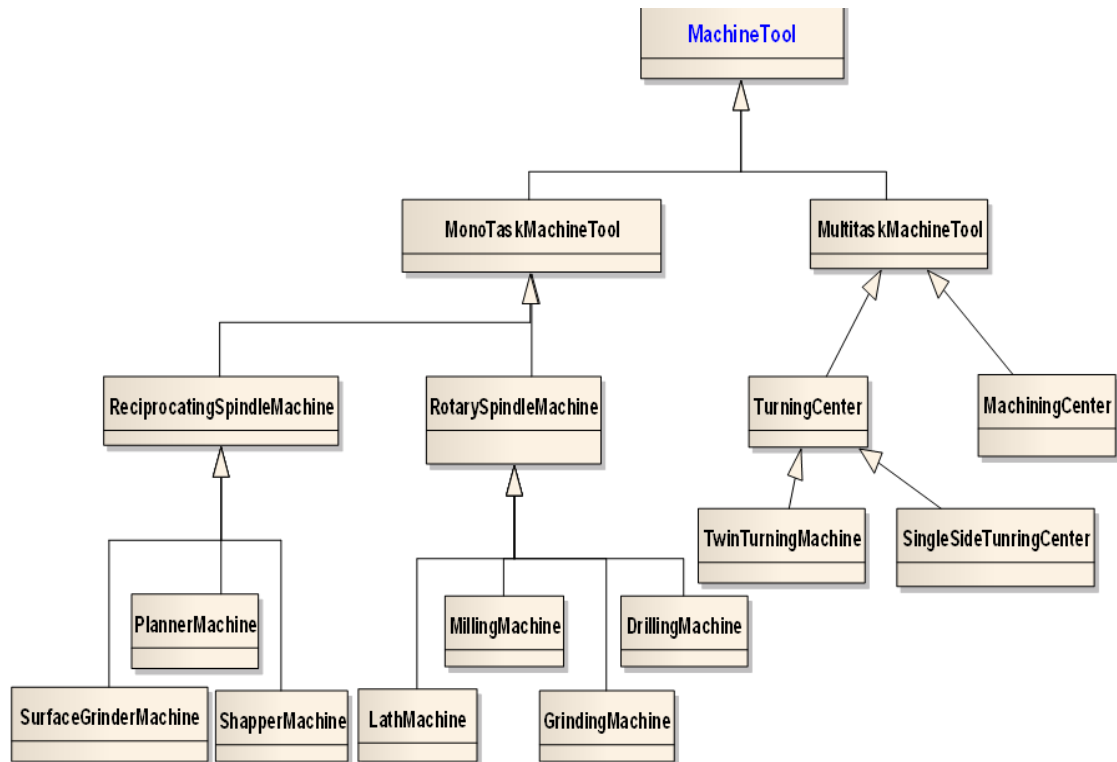 MachineTool
MonoTaskMachineTool
MultitaskMachineTool
ReciprocatingSpindleMachine
RotarySpindleMachine
TurningCenter
MachiningCenter
TwinTurningMachine
SingleSideTunringCenter
PlannerMachine
MillingMachine
DrillingMachine
SurfaceGrinderMachine
ShapperMachine
LathMachine
GrindingMachine